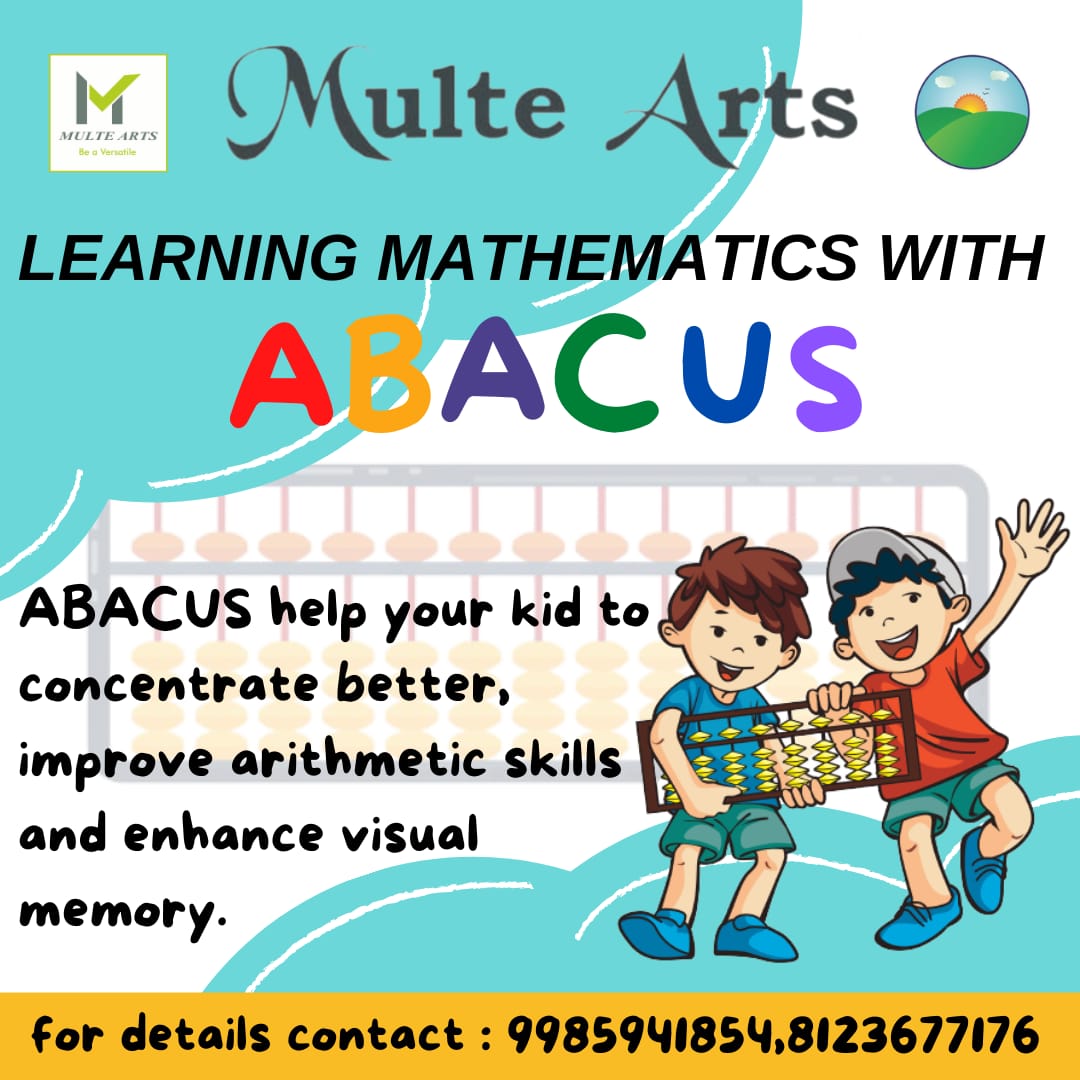 MULTE ARTS
Be a Versatile
Multe Arts
LEARNING MATHEMATICS WITH
ABACUS
ABACUS help your kid to
concentrate better,
improve arithmetic skills
and enhance visual
memory.
for details contact : 9985941854,8123677176